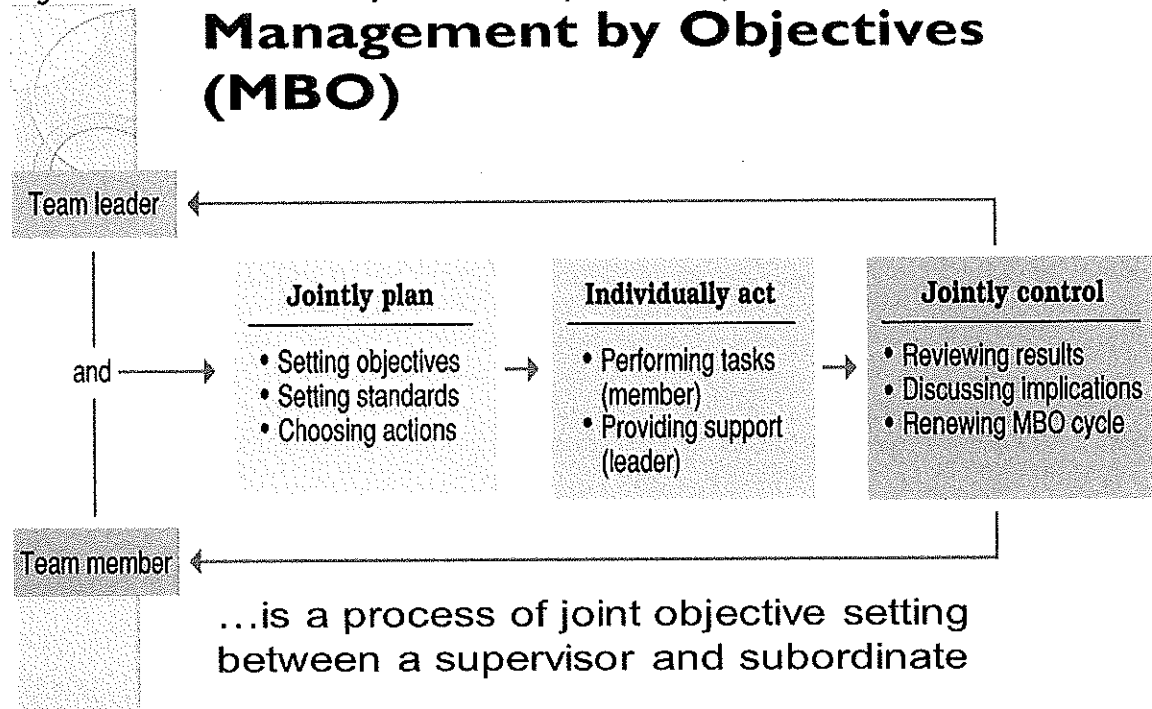 Management by Objectives
(MBO)
Team leader
and
Team member
Jointly plan
• Setting objectives
• Setting standards
• Choosing actions
Individually act
• Performing tasks
(member)
• Providing support
(leader)
Jointly control
• Reviewing results
• Discussing implications
• Renewing MBO cycle
...is a process of joint objective setting
between a supervisor and subordinate